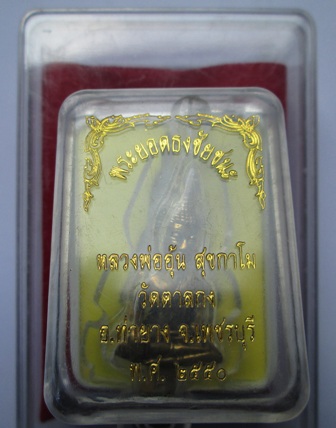 พระยอดธงชัยชนะ
หลวงพ่ออุ้น สุขกาโม
วัดตาลกง
อ.ท่ายาง จ.เพชรบุรี
พ.ศ. ๒๕๕๐